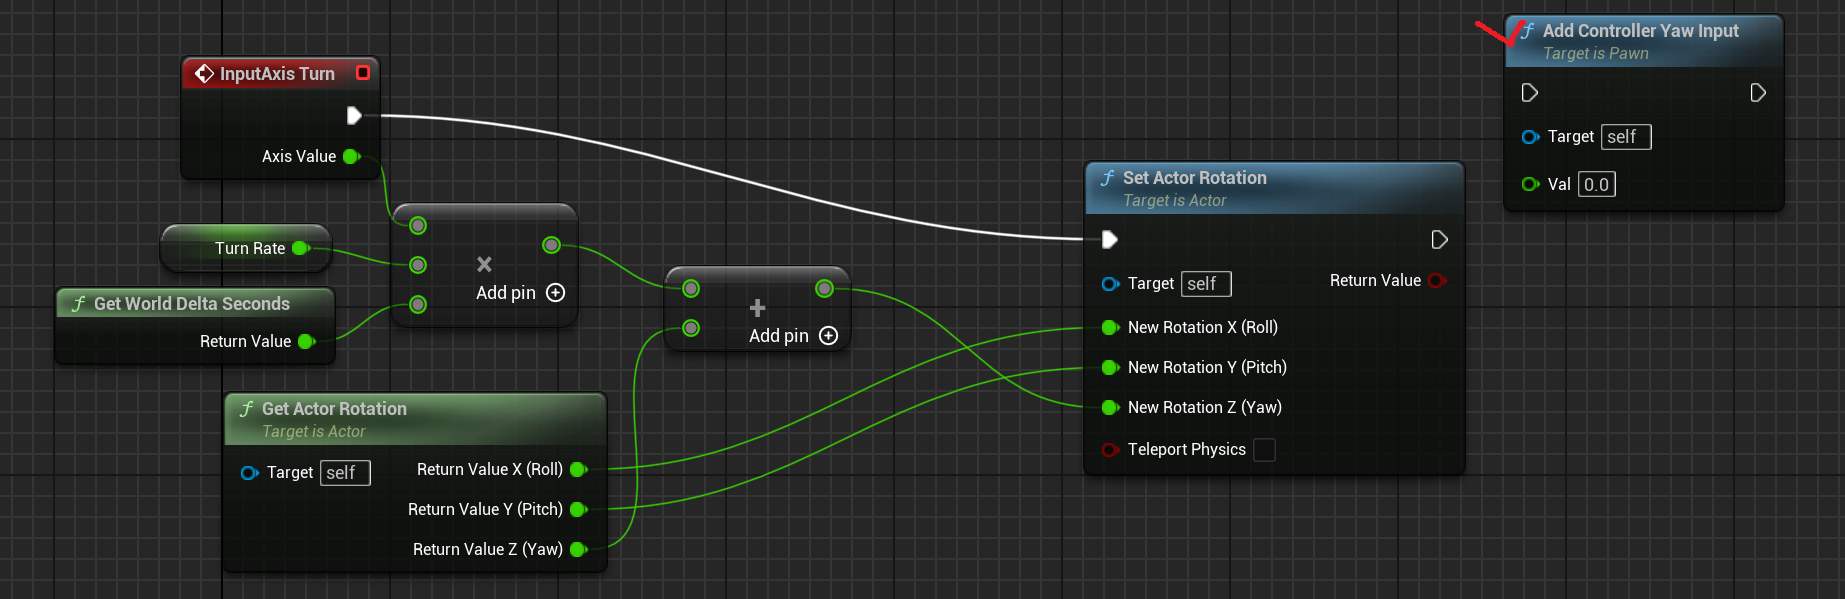 InputAxis Turn
Axis Value
Turn Rate
Get World Delta Seconds
Return Value
Add pin
Add pin
Get Actor Rotation
Target is Actor
Target self
Return Value X (Roll)
Return Value Y (Pitch)
Return Value Z (Yaw)
Set Actor Rotation
Target is Actor
Target self
Return Value
New Rotation X (Roll)
New Rotation Y (Pitch)
New Rotation Z (Yaw)
Teleport Physics
Add Controller Yaw Input
Target is Pawn
Target self
Val 0.0